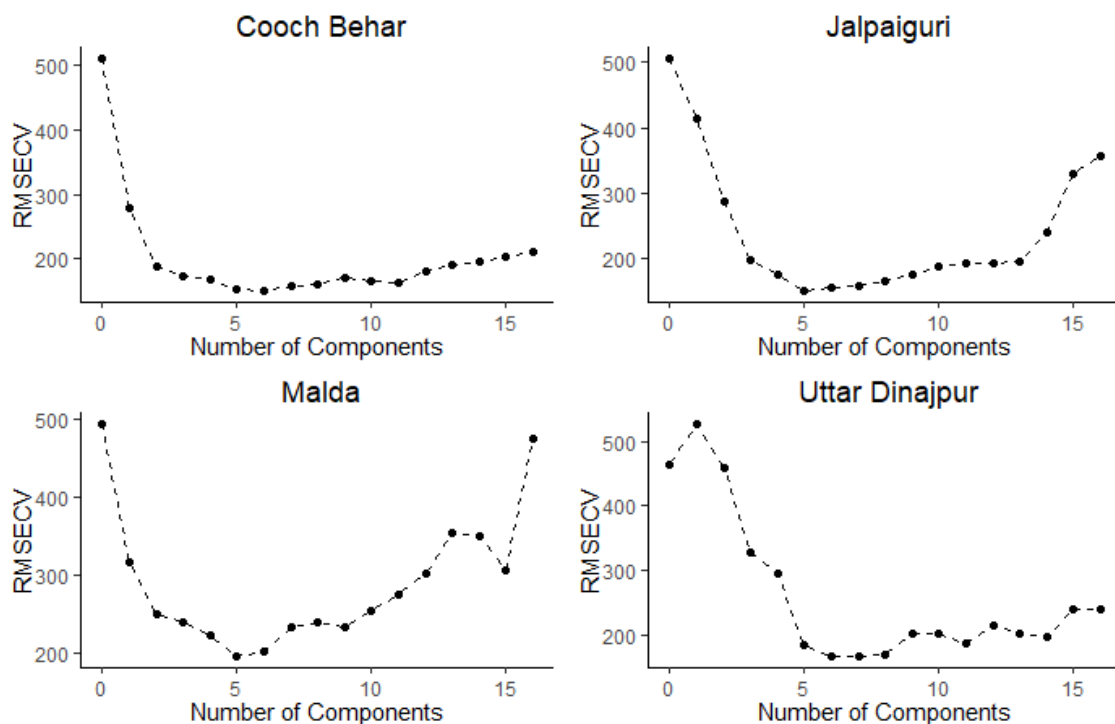 Cooch Behar
RMSECV
500
400
300
200
0 5 10 15
Number of Components
Jalpaiguri
RMSECV
500
400
300
200
0 5 10 15
Number of Components
Malda
RMSECV
500
400
300
200
0 5 10 15
Number of Components
Uttar Dinajpur
RMSECV
500
400
300
200
0 5 10 15
Number of Components